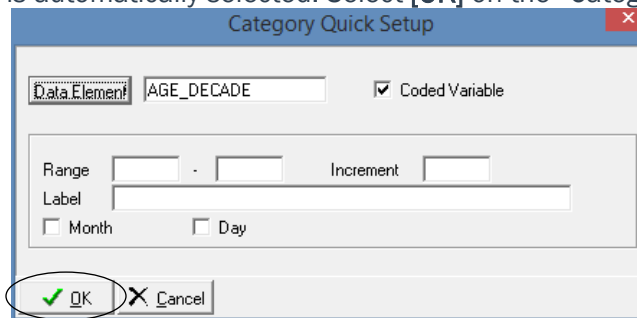 is automatically selected. Select [OK] on the "Categ
Category Quick Setup
Data Element AGE_DECADE Coded Variable
Range - Increment
Label
Month Day
OK Cancel